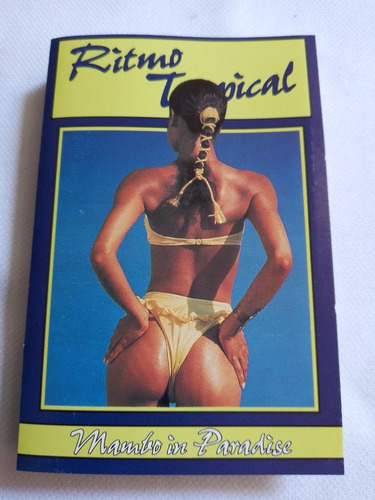 Ritmo
Tropical
Mambo in Paradise